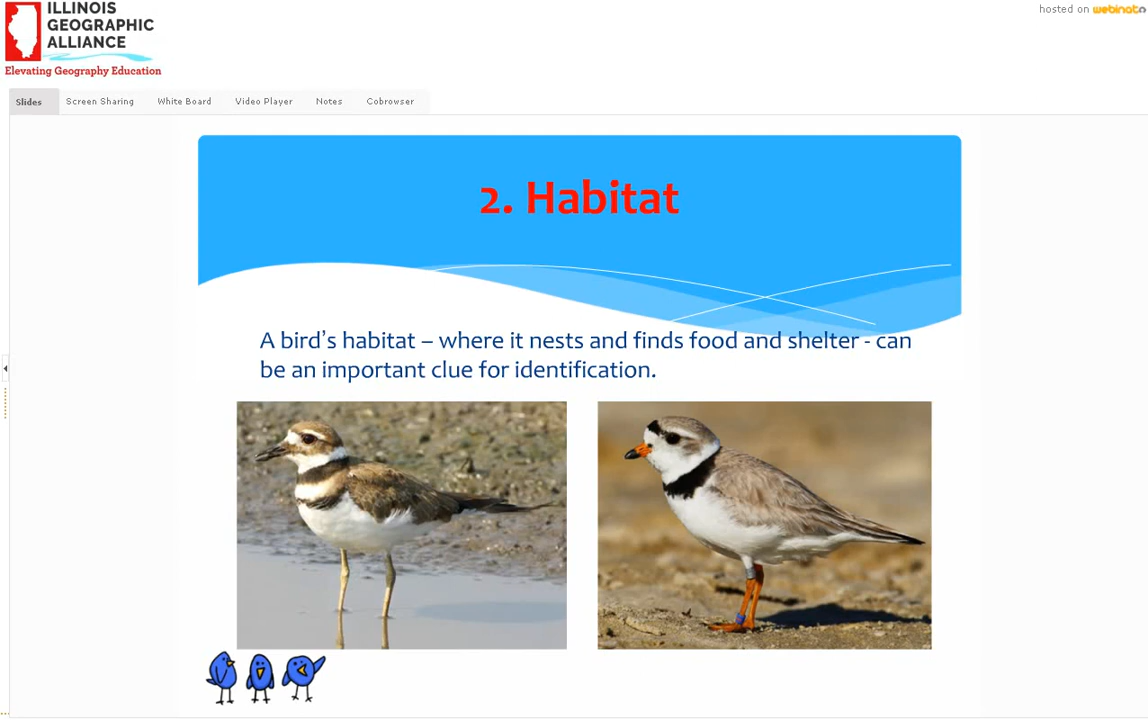 ILLINOIS
GEOGRAPHIC
ALLIANCE
Elevating Geography Education
hosted on webinato
Slides Screen Sharing White Board Video Player Notes Cobrowser
2. Habitat
A bird's habitat – where it nests and finds food and shelter - can
be an important clue for identification.